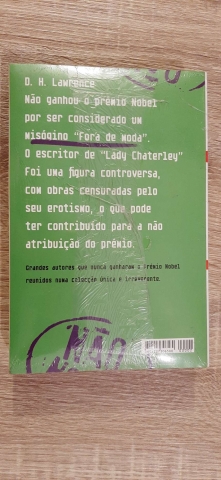 D. H. Lawrence
Não ganhou o prémio Nobel
por ser considerado um
misógino "Fora de moda".
O escritor de "Lady Chaterley"
Foi uma figura controversa,
com obras censuradas pelo
seu erotismo, o que pode
ter contribuído para a não
atribuição do prémio.
Grandes autores que nunca ganharam o Prémio Nobel
reunidos numa colecção única e irreverente.
NÃO